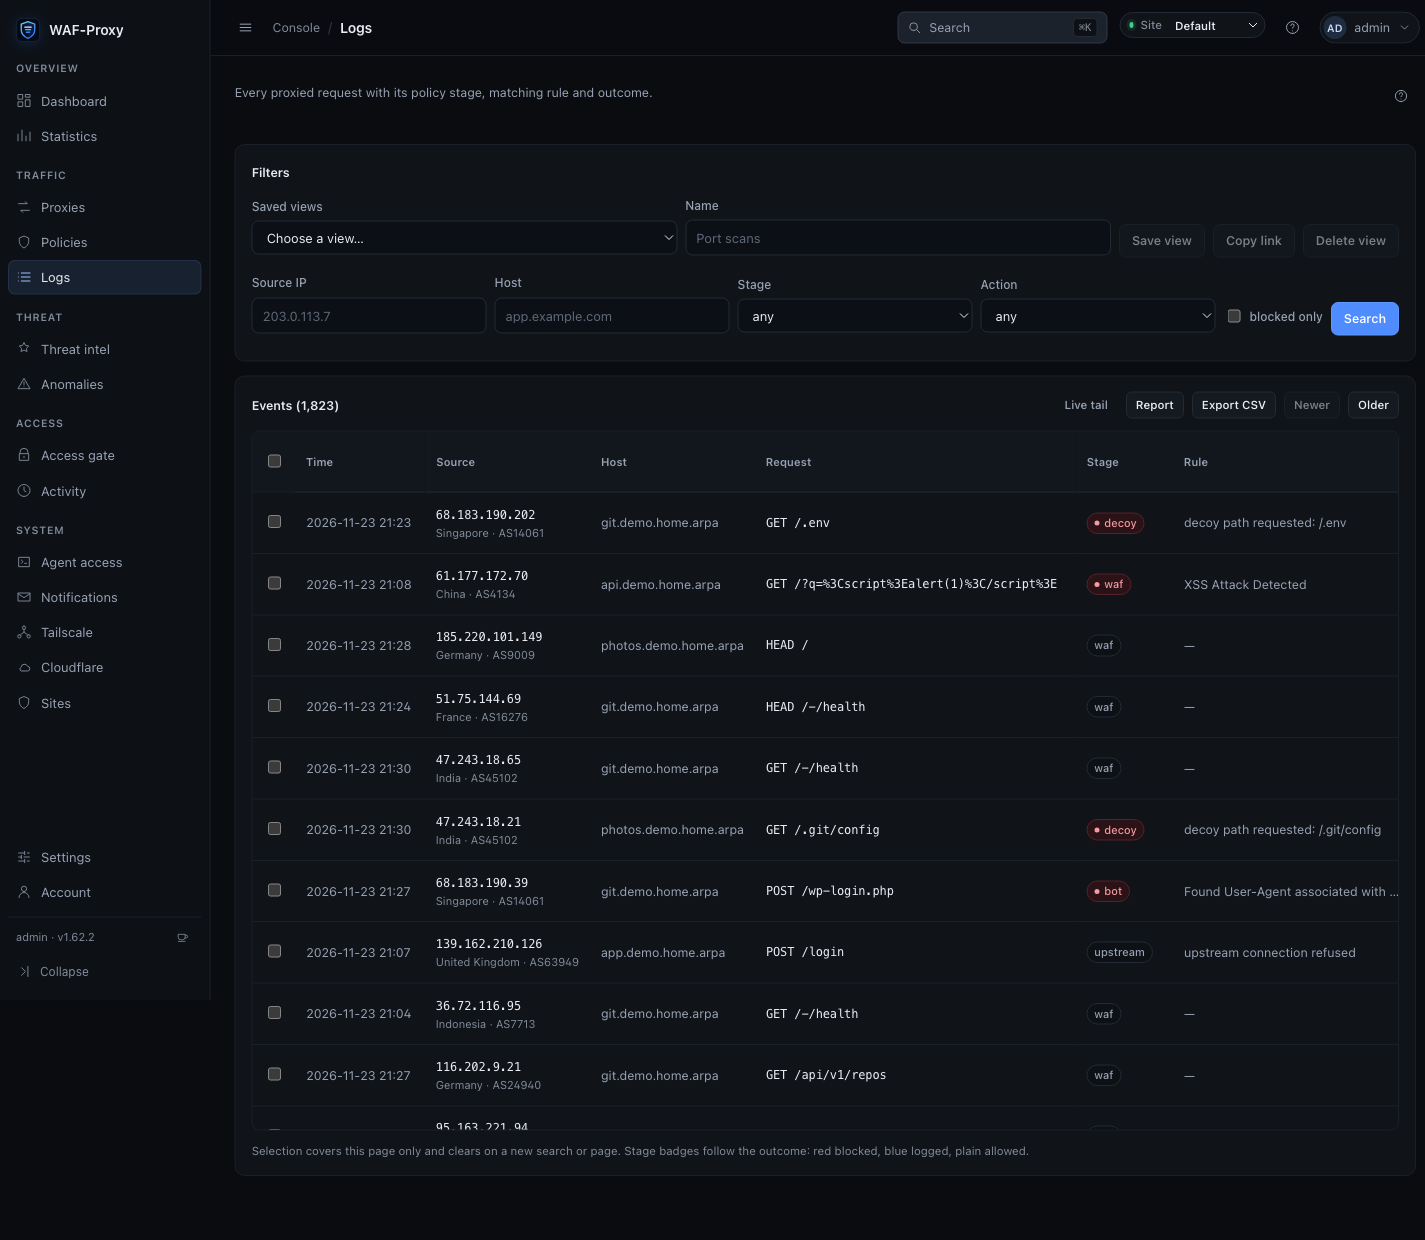 WAF-Proxy
OVERVIEW
Dashboard
Statistics
TRAFFIC
Proxies
Policies
Logs
THREAT
Threat intel
Anomalies
ACCESS
Access gate
Activity
SYSTEM
Agent access
Notifications
Tailscale
Cloudflare
Sites
Settings
Account
admin · v1.62.2
Collapse
Console / Logs
Search ⌘K
Site Default
AD admin
Every proxied request with its policy stage, matching rule and outcome.
Filters
Saved views Name
Choose a view... Port scans Save view Copy link Delete view
Source IP Host Stage Action
203.0.113.7 app.example.com any any blocked only Search
Events (1,823) Live tail Report Export CSV Newer Older
Time Source Host Request Stage Rule
2026-11-23 21:23 68.183.190.202 git.demo.home.arpa GET /.env decoy decoy path requested: /.env
Singapore · AS14061
2026-11-23 21:08 61.177.172.70 api.demo.home.arpa GET /?q=%3Cscript%3Ealert(1)%3C/script%3E waf XSS Attack Detected
China · AS4134
2026-11-23 21:28 185.220.101.149 photos.demo.home.arpa HEAD / waf —
Germany · AS9009
2026-11-23 21:24 51.75.144.69 git.demo.home.arpa HEAD /-/health waf —
France · AS16276
2026-11-23 21:30 47.243.18.65 git.demo.home.arpa GET /-/health waf —
India · AS45102
2026-11-23 21:30 47.243.18.21 photos.demo.home.arpa GET /.git/config decoy decoy path requested: /.git/config
India · AS45102
2026-11-23 21:27 68.183.190.39 git.demo.home.arpa POST /wp-login.php bot Found User-Agent associated with ...
Singapore · AS14061
2026-11-23 21:07 139.162.210.126 app.demo.home.arpa POST /login upstream upstream connection refused
United Kingdom · AS63949
2026-11-23 21:04 36.72.116.95 git.demo.home.arpa GET /-/health waf —
Indonesia · AS7713
2026-11-23 21:27 116.202.9.21 git.demo.home.arpa GET /api/v1/repos waf —
Germany · AS24940
95.163.221.94
Selection covers this page only and clears on a new search or page. Stage badges follow the outcome: red blocked, blue logged, plain allowed.